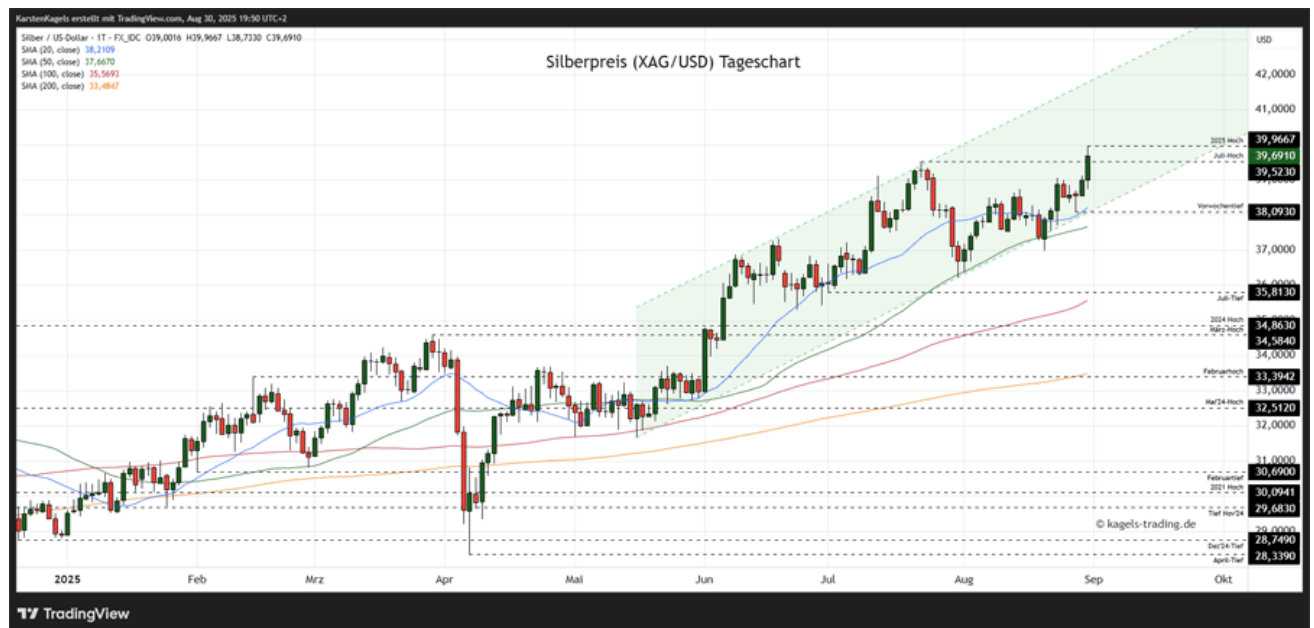 KarstenKagels erstellt mit TradingView.com, Aug 30, 2025 19:50 UTC+2
Silber / US-Dollar · 1T · FX_IDC O39,0016 H39,9667 L38,7330 C39,6910
SMA (20, close) 38,2109
SMA (50, close) 37,6670
SMA (100, close) 35,5693
SMA (200, close) 33,4847
Silberpreis (XAG/USD) Tageschart
USD
42,0000
41,0000
2025 Hoch 39,9667
Juli-Hoch 39,6910
39,5230
39,0000
Vorwochentief 38,0930
37,0000
36,0000
35,8130
Juli-Tief
2024 Hoch 34,8630
März-Hoch 34,5840
34,0000
Februarhoch 33,3942
33,0000
Mai'24-Hoch 32,5120
32,0000
31,0000
30,6900
Februartief
2021 Hoch 30,0941
29,6830
Tief Nov'24
© kagels-trading.de
29,0000
28,7490
Dez'24-Tief
28,3390
April-Tief
2025 Feb Mrz Apr Mai Jun Jul Aug Sep Okt
TradingView